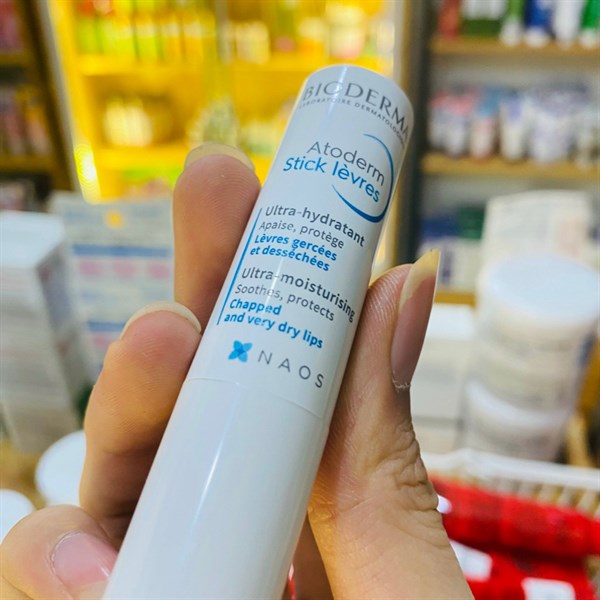 BIODERMA
LABORATOIRE DERMATOLOGIQUE
Atoderm
Stick lèvres
Ultra-hydratant
Apaise, protège
Lèvres gercées
et desséchées
Ultra-moisturising
Soothes, protects
Chapped
and very dry lips
NAOS